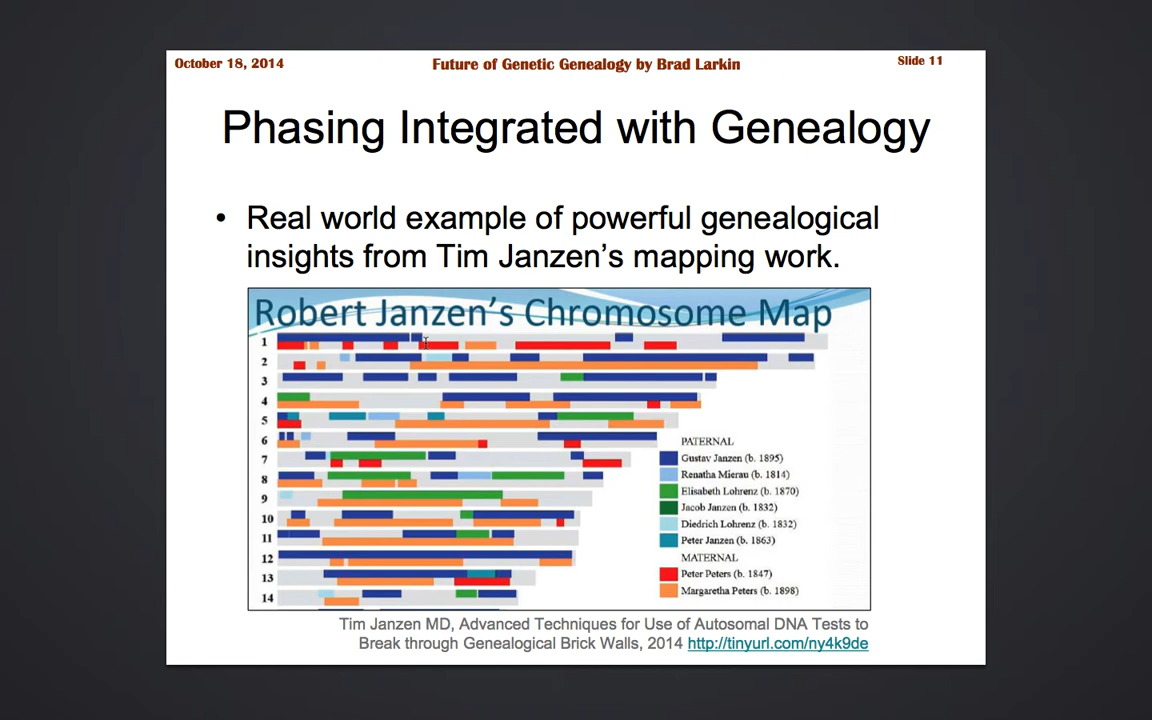 October 18, 2014
Future of Genetic Genealogy by Brad Larkin
Slide 11
Phasing Integrated with Genealogy
• Real world example of powerful genealogical
insights from Tim Janzen’s mapping work.
Robert Janzen’s Chromosome Map
1
2
3
4
5
6
7
8
9
10
11
12
13
14
PATERNAL
Gustav Janzen (b. 1895)
Renatha Mierau (b. 1814)
Elisabeth Lohrenz (b. 1870)
Jacob Janzen (b. 1832)
Diedrich Lohrenz (b. 1832)
Peter Janzen (b. 1863)
MATERNAL
Peter Peters (b. 1847)
Margaretha Peters (b. 1898)
Tim Janzen MD, Advanced Techniques for Use of Autosomal DNA Tests to
Break through Genealogical Brick Walls, 2014 http://tinyurl.com/ny4k9de